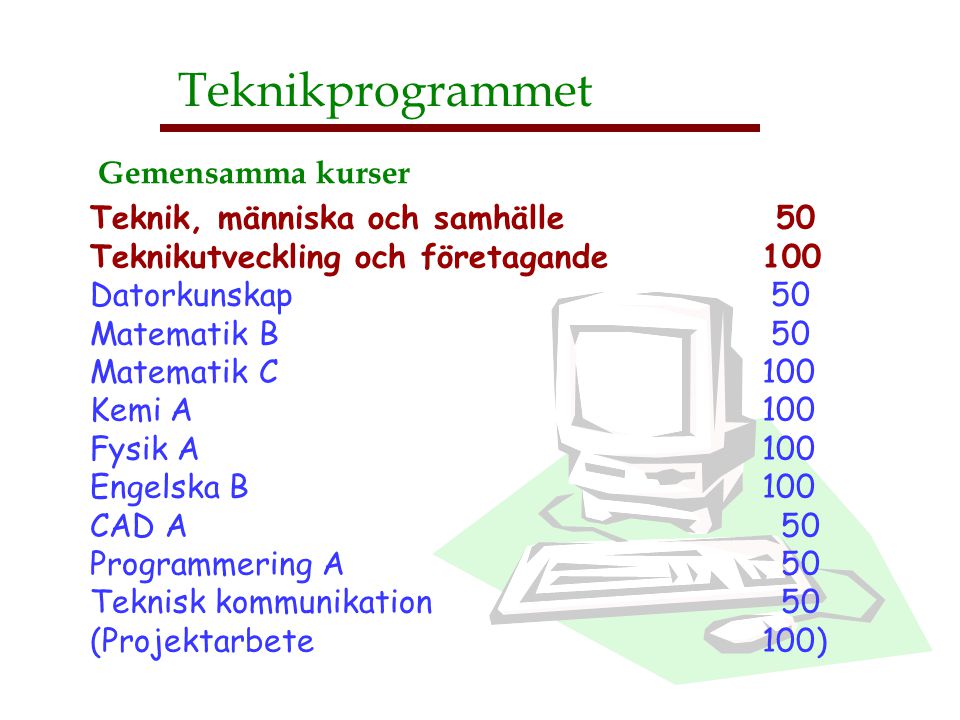 Teknikprogrammet
Gemensamma kurser
Teknik, människa och samhälle 50
Teknikutveckling och företagande 100
Datorkunskap 50
Matematik B 50
Matematik C 100
Kemi A 100
Fysik A 100
Engelska B 100
CAD A 50
Programmering A 50
Teknisk kommunikation 50
(Projektarbete 100)